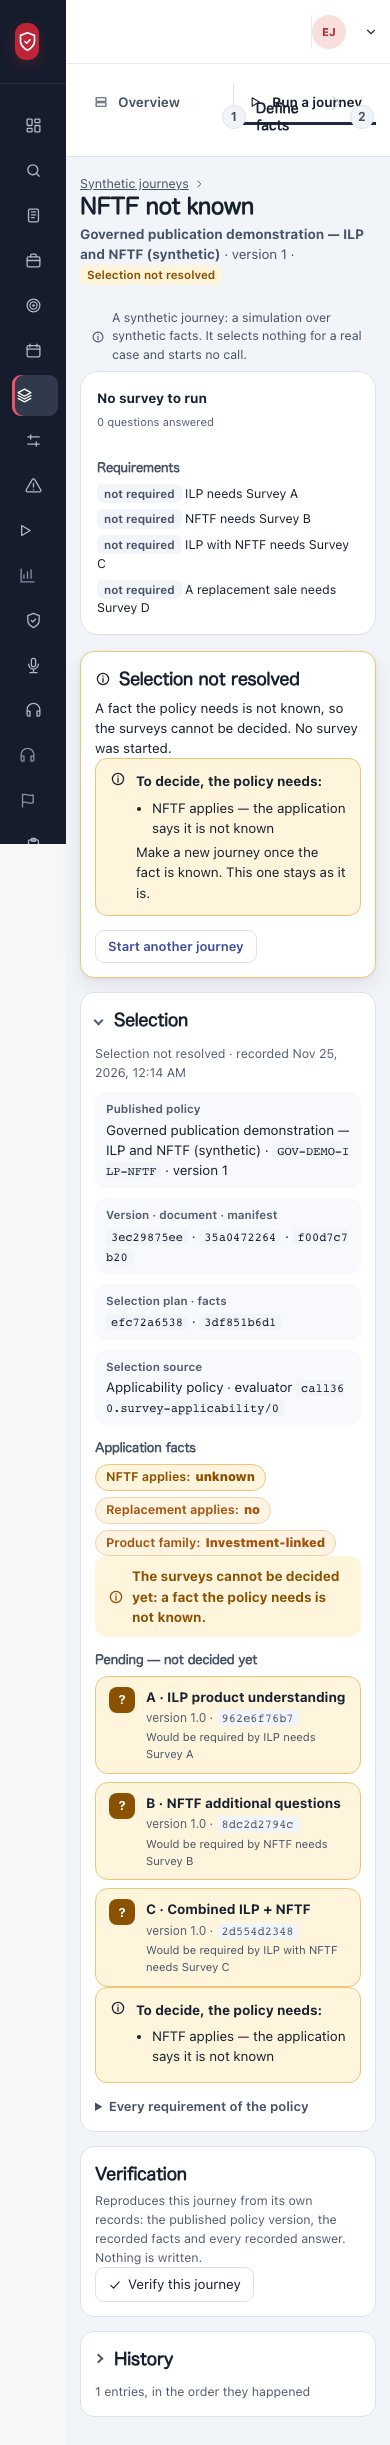 EJ
Overview
Run a journey
1
Define
facts
2
Synthetic journeys
NFTF not known
Governed publication demonstration — ILP
and NFTF (synthetic) · version 1 ·
Selection not resolved
A synthetic journey: a simulation over
synthetic facts. It selects nothing for a real
case and starts no call.
No survey to run
0 questions answered
Requirements
not required ILP needs Survey A
not required NFTF needs Survey B
not required ILP with NFTF needs Survey
C
not required A replacement sale needs
Survey D
Selection not resolved
A fact the policy needs is not known, so
the surveys cannot be decided. No survey
was started.
To decide, the policy needs:
• NFTF applies — the application
says it is not known
Make a new journey once the
fact is known. This one stays as it
is.
Start another journey
Selection
Selection not resolved · recorded Nov 25,
2026, 12:14 AM
Published policy
Governed publication demonstration —
ILP and NFTF (synthetic) · GOV-DEMO-I
LP-NFTF · version 1
Version · document · manifest
3ec29875ee · 35a0472264 · f00d7c7
b20
Selection plan · facts
efc72a6538 · 3df851b6d1
Selection source
Applicability policy · evaluator call36
0.survey-applicability/0
Application facts
NFTF applies: unknown
Replacement applies: no
Product family: Investment-linked
The surveys cannot be decided
yet: a fact the policy needs is
not known.
Pending — not decided yet
? A · ILP product understanding
version 1.0 · 962e6f76b7
Would be required by ILP needs
Survey A
? B · NFTF additional questions
version 1.0 · 8dc2d2794c
Would be required by NFTF needs
Survey B
? C · Combined ILP + NFTF
version 1.0 · 2d554d2348
Would be required by ILP with NFTF
needs Survey C
To decide, the policy needs:
• NFTF applies — the application
says it is not known
Every requirement of the policy
Verification
Reproduces this journey from its own
records: the published policy version, the
recorded facts and every recorded answer.
Nothing is written.
Verify this journey
History
1 entries, in the order they happened